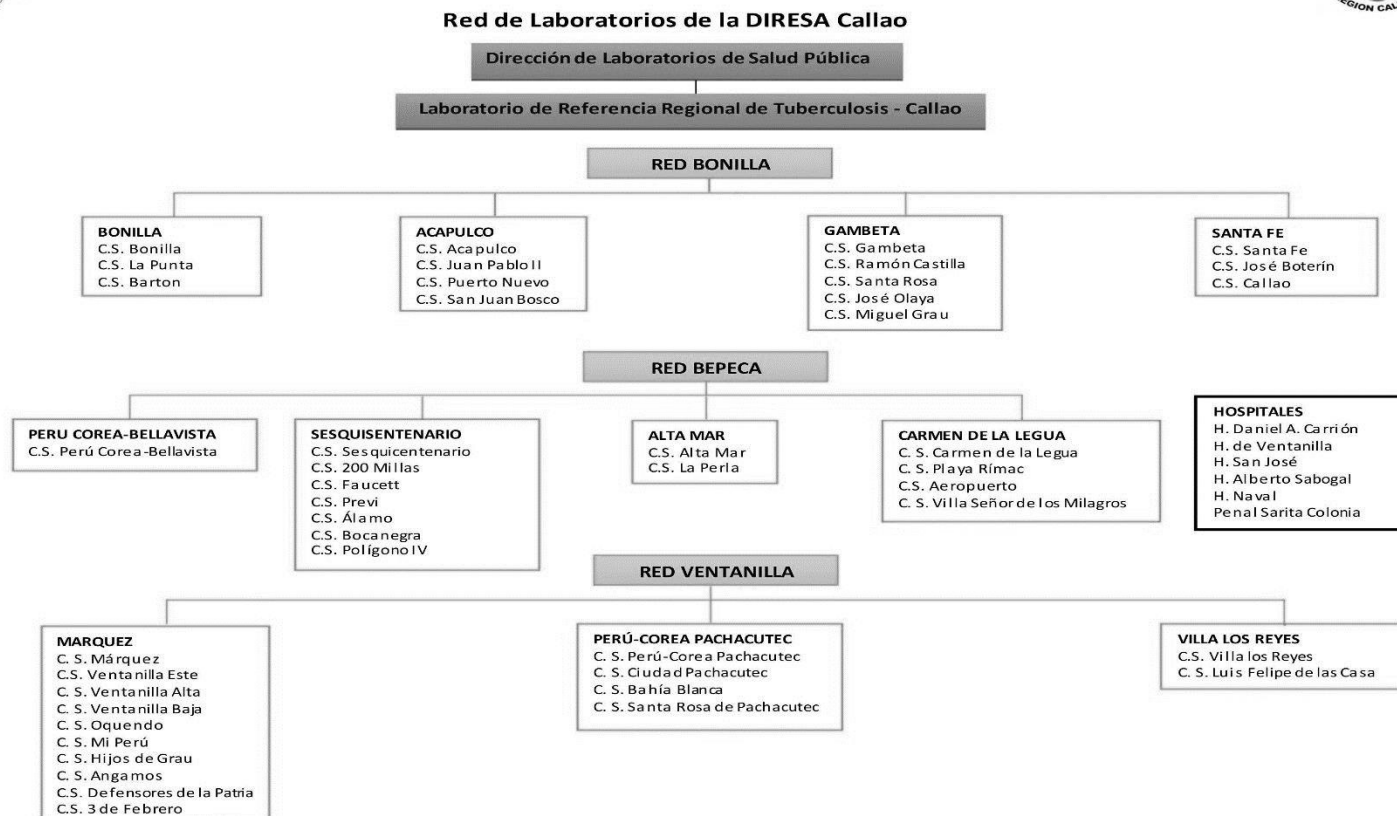 GION CAL
Red de Laboratorios de la DIRESA Callao
Dirección de Laboratorios de Salud Pública
Laboratorio de Referencia Regional de Tuberculosis - Callao
RED BONILLA
BONILLA
C.S. Bonilla
C.S. La Punta
C.S. Barton
ACAPULCO
C.S. Acapulco
C.S. Juan Pablo II
C.S. Puerto Nuevo
C.S. San Juan Bosco
GAMBETA
C.S. Gambeta
C.S. Ramón Castilla
C.S. Santa Rosa
C.S. José Olaya
C.S. Miguel Grau
SANTA FE
C.S. Santa Fe
C.S. José Boterín
C.S. Callao
RED BEPECA
PERU COREA-BELLAVISTA
C.S. Perú Corea-Bellavista
SESQUISENTENARIO
C.S. Sesquicentenario
C.S. 200 Millas
C.S. Faucett
C.S. Previ
C.S. Álamo
C.S. Bocanegra
C.S. Polígono IV
ALTA MAR
C.S. Alta Mar
C.S. La Perla
CARMEN DE LA LEGUA
C. S. Carmen de la Legua
C. S. Playa Rímac
C.S. Aeropuerto
C. S. Villa Señor de los Milagros
HOSPITALES
H. Daniel A. Carrión
H. de Ventanilla
H. San José
H. Alberto Sabogal
H. Naval
Penal Sarita Colonia
RED VENTANILLA
MARQUEZ
C. S. Márquez
C.S. Ventanilla Este
C. S. Ventanilla Alta
C. S. Ventanilla Baja
C. S. Oquendo
C. S. Mi Perú
C. S. Hijos de Grau
C. S. Angamos
C.S. Defensores de la Patria
C.S. 3 de Febrero
PERÚ-COREA PACHACUTEC
C. S. Perú-Corea Pachacutec
C. S. Ciudad Pachacutec
C. S. Bahía Blanca
C. S. Santa Rosa de Pachacutec
VILLA LOS REYES
C.S. Villa los Reyes
C. S. Luis Felipe de las Casa